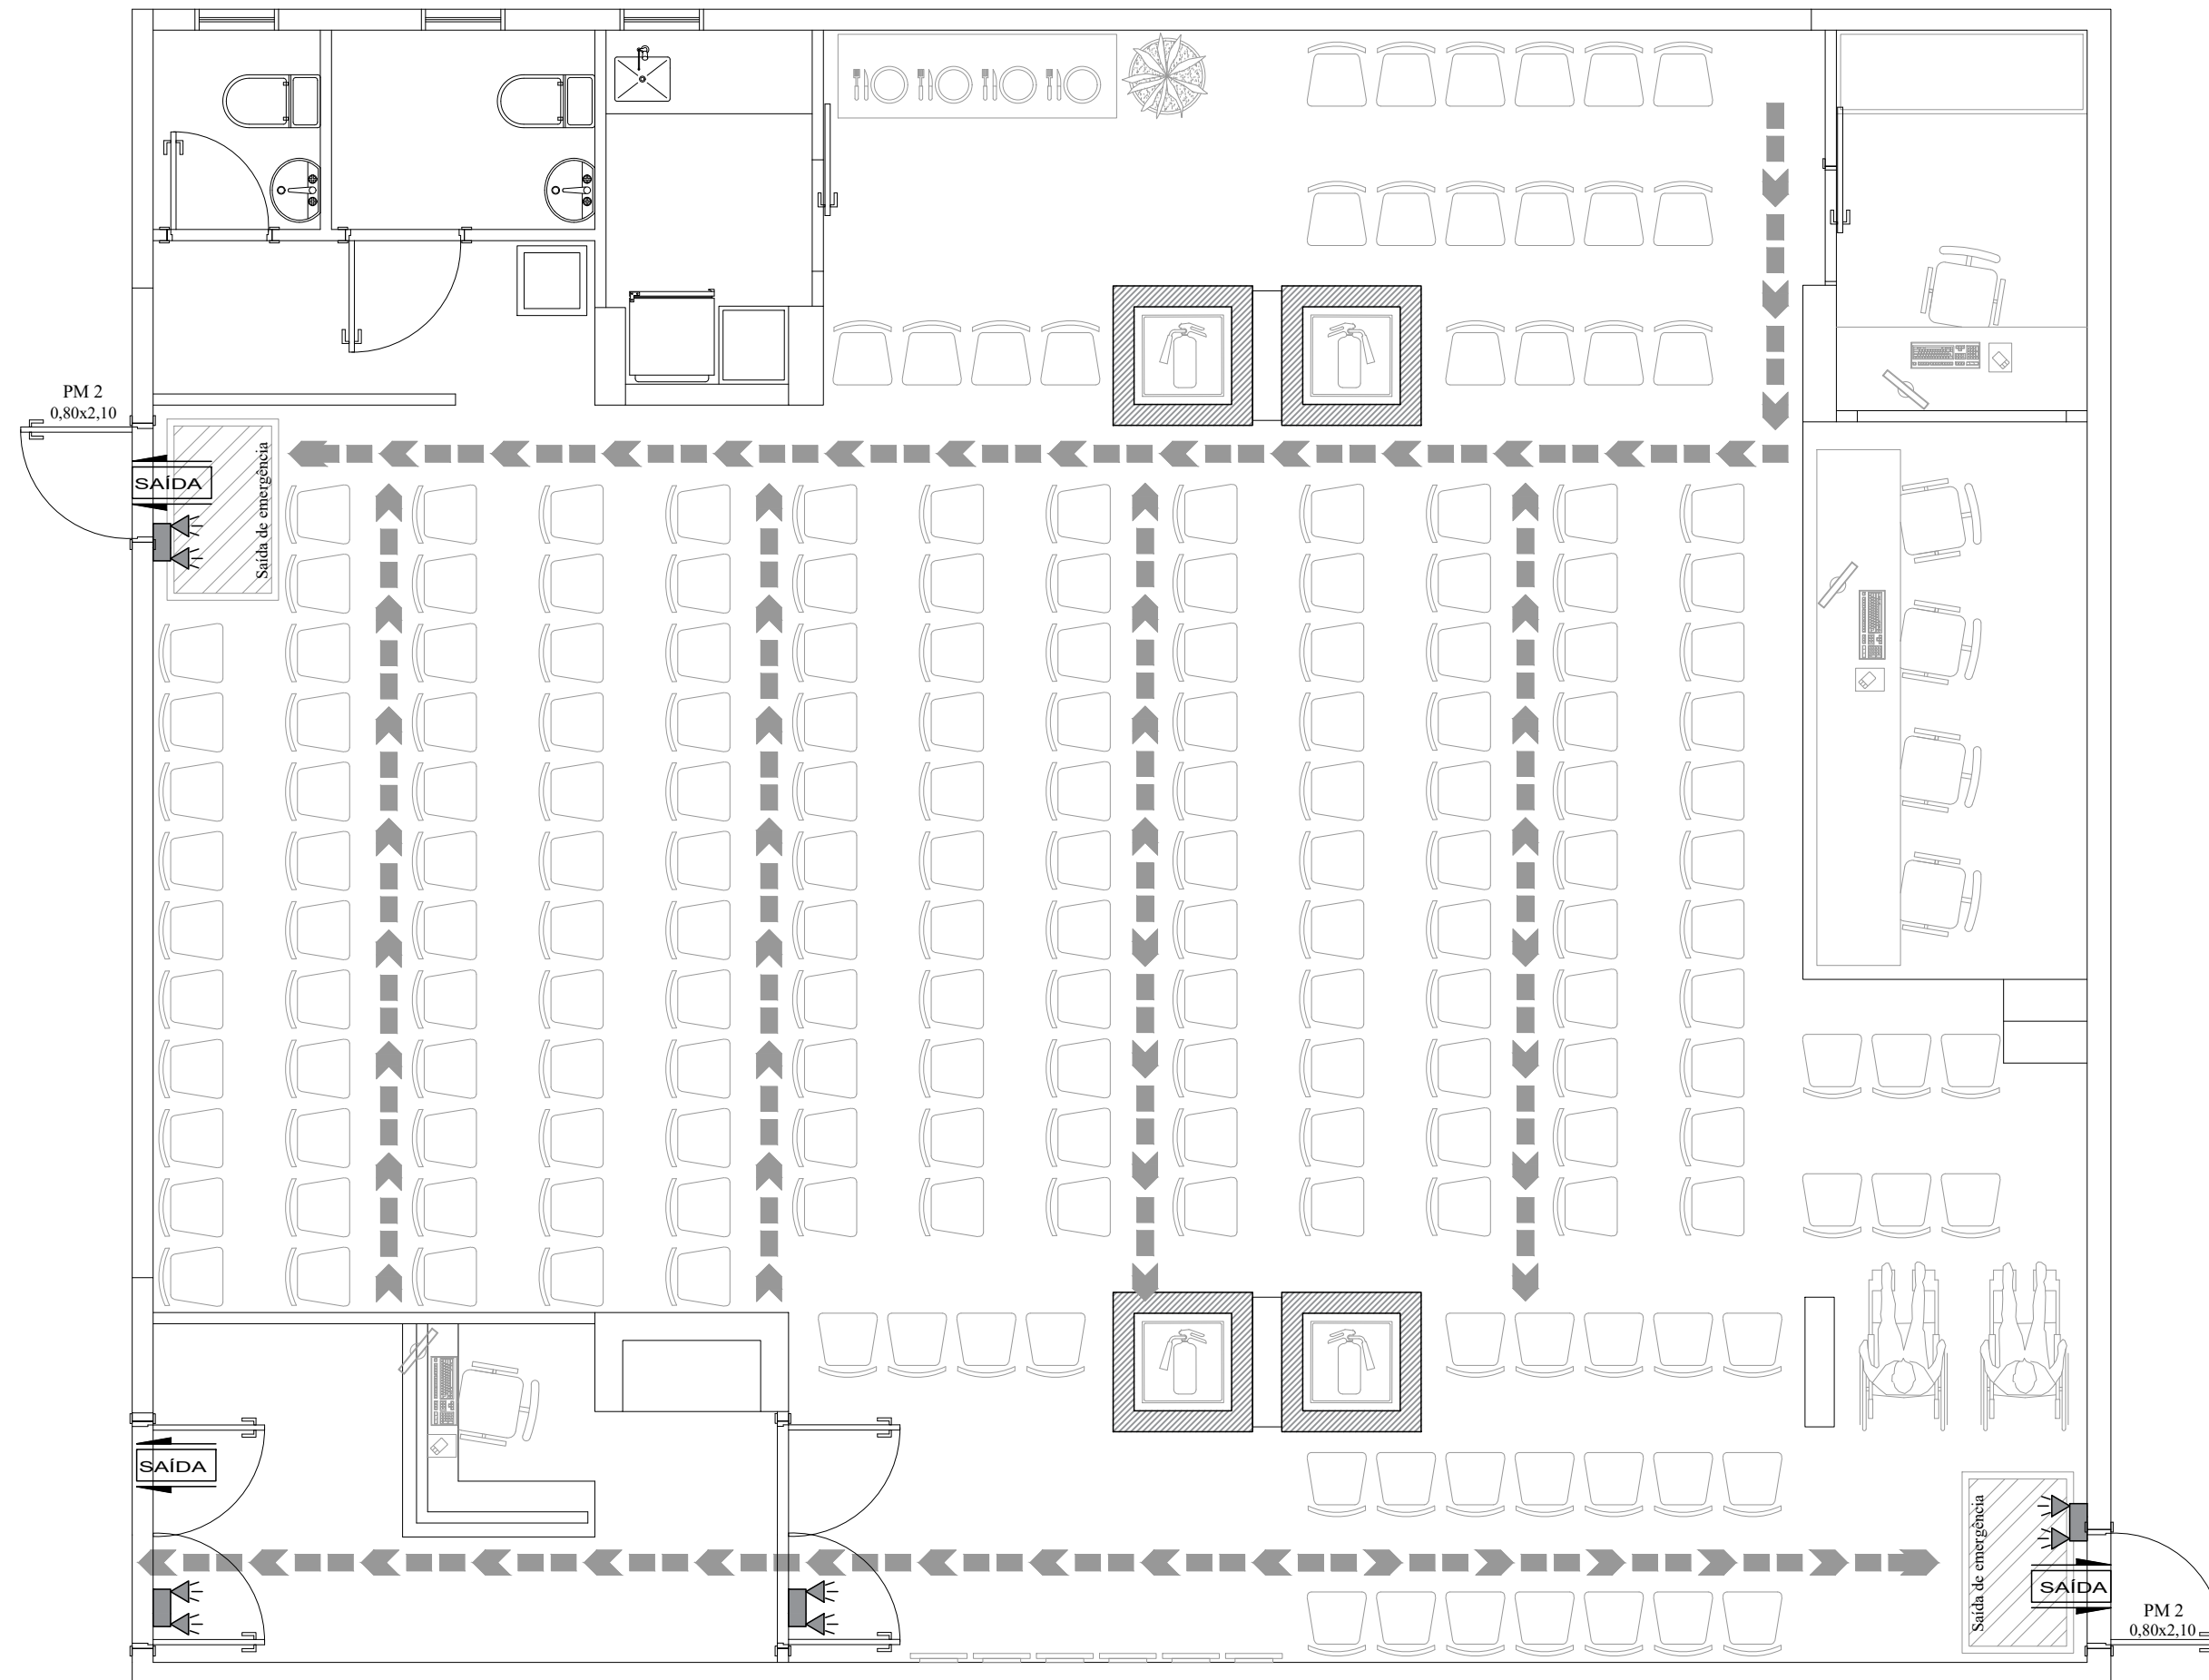 PM 2
0,80x2,10
SAÍDA
Saída de emergência
SAÍDA
Saída de emergência
SAÍDA
PM 2
0,80x2,10